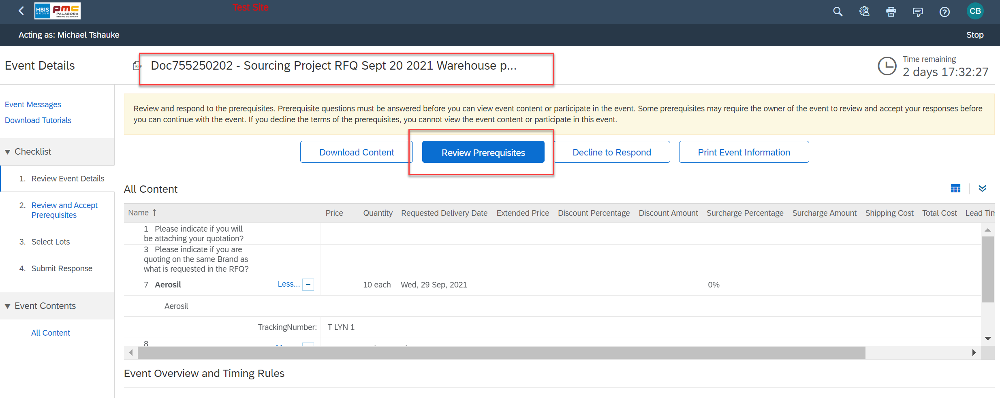 HBIS
GROUP
PMC
PALABORA
MINING COMPANY
Test Site
CB
Acting as: Michael Tshauke
Stop
Event Details
RFP
Doc755250202 - Sourcing Project RFQ Sept 20 2021 Warehouse p...
Time remaining
2 days 17:32:27
Event Messages
Download Tutorials
Review and respond to the prerequisites. Prerequisite questions must be answered before you can view event content or participate in the event. Some prerequisites may require the owner of the event to review and accept your responses before
you can continue with the event. If you decline the terms of the prerequisites, you cannot view the event content or participate in this event.
Download Content
Review Prerequisites
Decline to Respond
Print Event Information
Checklist
1. Review Event Details
2. Review and Accept
Prerequisites
3. Select Lots
4. Submit Response
Event Contents
All Content
All Content
Name Price Quantity Requested Delivery Date Extended Price Discount Percentage Discount Amount Surcharge Percentage Surcharge Amount Shipping Cost Total Cost Lead Tim
1 Please indicate if you will
be attaching your quotation?
3 Please indicate if you are
quoting on the same Brand as
what is requested in the RFQ?
7 Aerosil Less... 10 each Wed, 29 Sep, 2021 0%
Aerosil
TrackingNumber: T LYN 1
8
Event Overview and Timing Rules